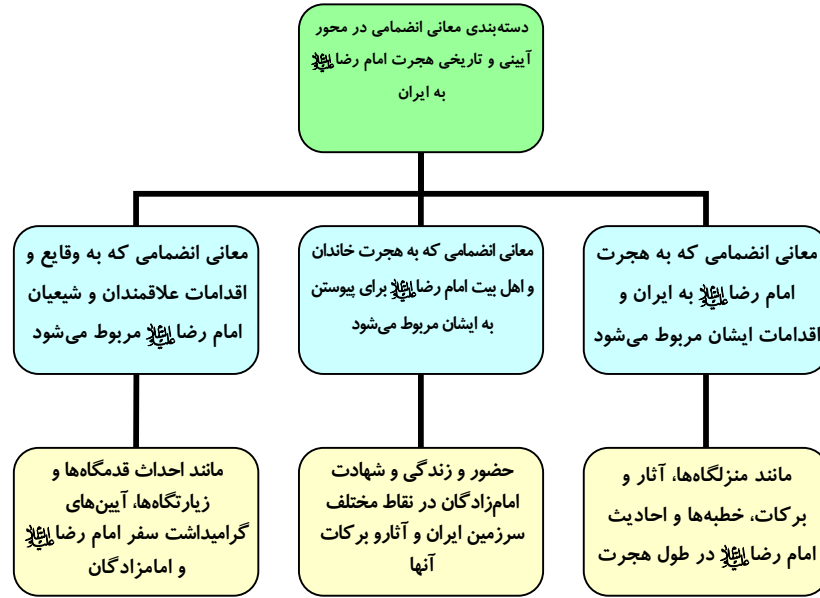 دسته‌بندی معانی انضمامی در محور
آیینی و تاریخی هجرت امام رضا علیه‌السلام
به ایران
معانی انضمامی که به هجرت
امام رضا علیه‌السلام به ایران و
اقدامات ایشان مربوط می‌شود
معانی انضمامی که به هجرت خاندان
و اهل بیت امام رضا علیه‌السلام برای پیوستن
به ایشان مربوط می‌شود
معانی انضمامی که به وقایع و
اقدامات علاقمندان و شیعیان
امام رضا علیه‌السلام مربوط می‌شود
مانند منزلگاه‌ها، آثار و
برکات، خطبه‌ها و احادیث
امام رضا علیه‌السلام در طول هجرت
حضور و زندگی و شهادت
امام‌زادگان در نقاط مختلف
سرزمین ایران و آثارو برکات
آنها
مانند احداث قدمگاه‌ها و
زیارتگاه‌ها، آیین‌های
گرامیداشت سفر امام رضا علیه‌السلام
و امامزادگان